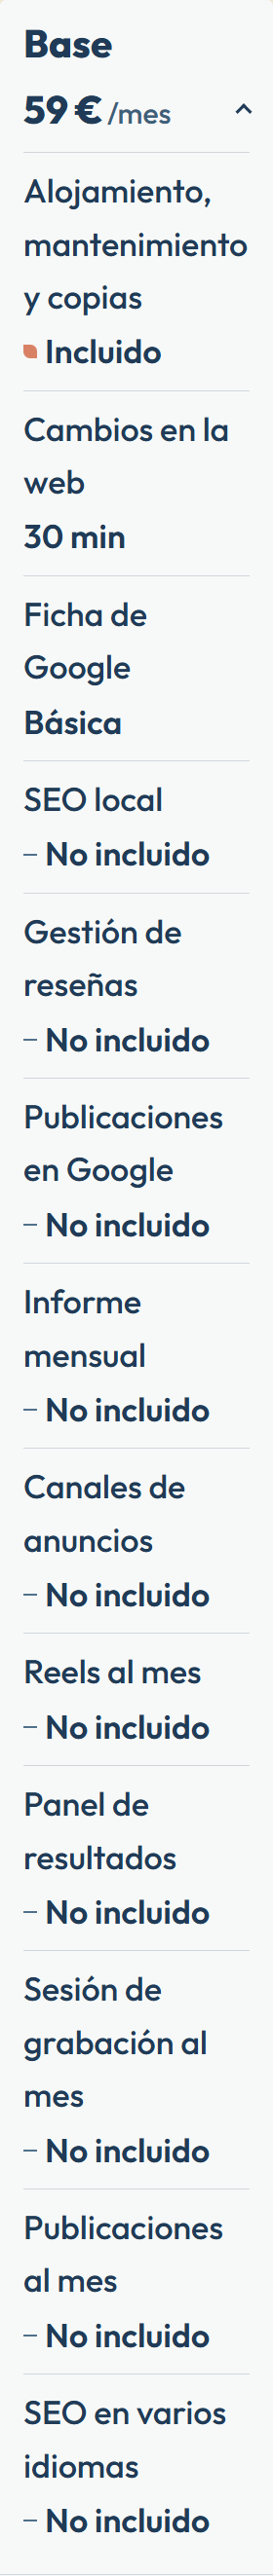 Base
59 € /mes
Alojamiento,
mantenimiento
y copias
Incluido
Cambios en la
web
30 min
Ficha de
Google
Básica
SEO local
– No incluido
Gestión de
reseñas
– No incluido
Publicaciones
en Google
– No incluido
Informe
mensual
– No incluido
Canales de
anuncios
– No incluido
Reels al mes
– No incluido
Panel de
resultados
– No incluido
Sesión de
grabación al
mes
– No incluido
Publicaciones
al mes
– No incluido
SEO en varios
idiomas
– No incluido